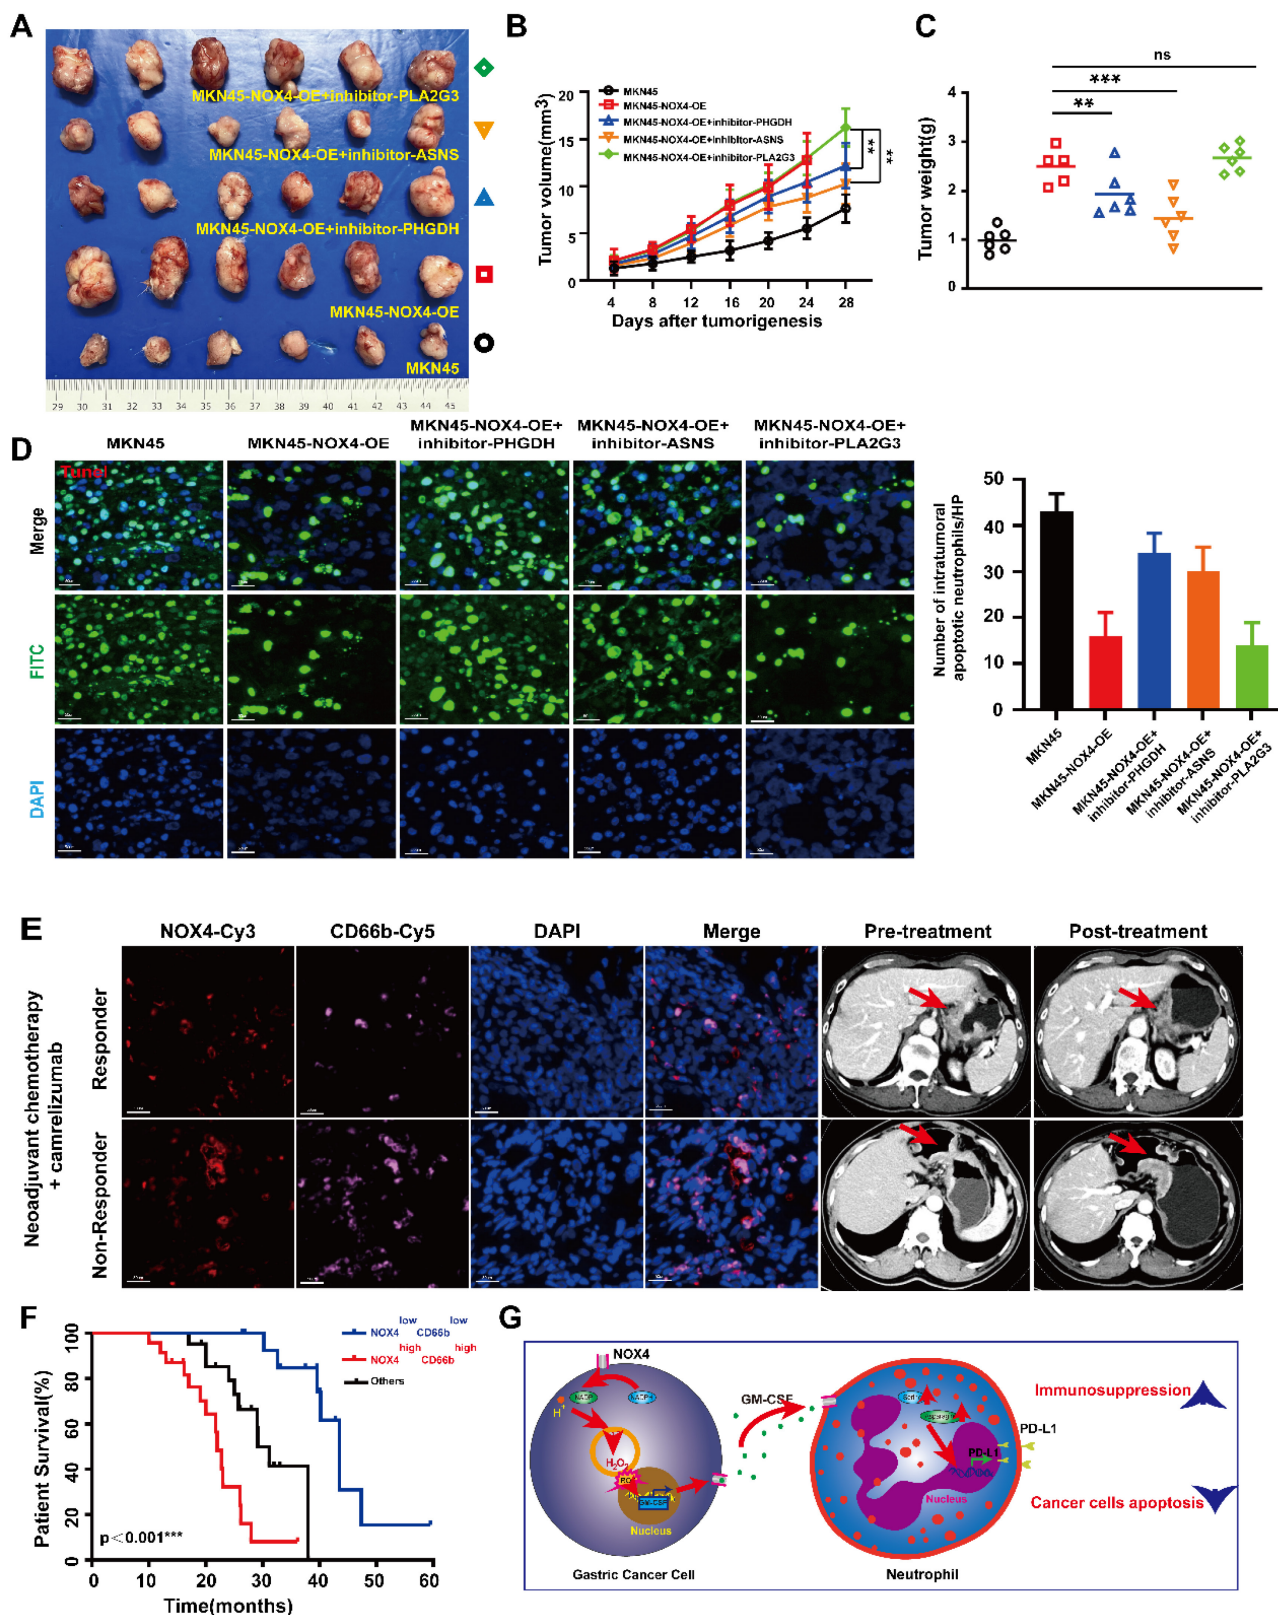 A
MKN45-NOX4-OE+inhibitor-PLA2G3
MKN45-NOX4-OE+inhibitor-ASNS
MKN45-NOX4-OE+inhibitor-PHGDH
MKN45-NOX4-OE
MKN45
29 30 31 32 33 34 35 36 37 38 39 40 41 42 43 44 45
B
Tumor volume(mm3)
20
15
10
5
0
MKN45
MKN45-NOX4-OE
MKN45-NOX4-OE+inhibitor-PHGDH
MKN45-NOX4-OE+inhibitor-ASNS
MKN45-NOX4-OE+inhibitor-PLA2G3
**
**
4 8 12 16 20 24 28
Days after tumorigenesis
C
ns
***
**
Tumor weight(g)
4
3
2
1
0
D
MKN45
MKN45-NOX4-OE
MKN45-NOX4-OE+
inhibitor-PHGDH
MKN45-NOX4-OE+
inhibitor-ASNS
MKN45-NOX4-OE+
inhibitor-PLA2G3
Tunel
Merge
FITC
DAPI
Number of intratumoral
apoptotic neutrophils/HP
50
40
30
20
10
0
MKN45
MKN45-NOX4-OE
MKN45-NOX4-OE+
inhibitor-PHGDH
MKN45-NOX4-OE+
inhibitor-ASNS
MKN45-NOX4-OE+
inhibitor-PLA2G3
E
NOX4-Cy3
CD66b-Cy5
DAPI
Merge
Pre-treatment
Post-treatment
Neoadjuvant chemotherapy
+ camrelizumab
Responder
Non-Responder
F
Patient Survival(%)
100
80
60
40
20
0
NOX4low CD66blow
NOX4high CD66bhigh
Others
p<0.001***
0 10 20 30 40 50 60
Time(months)
G
NOX4
H+
H2O2
GM-CSF
Nucleus
Gastric Cancer Cell
GM-CSF
PD-L1
Nucleus
Neutrophil
PD-L1
Immunosuppression
Cancer cells apoptosis